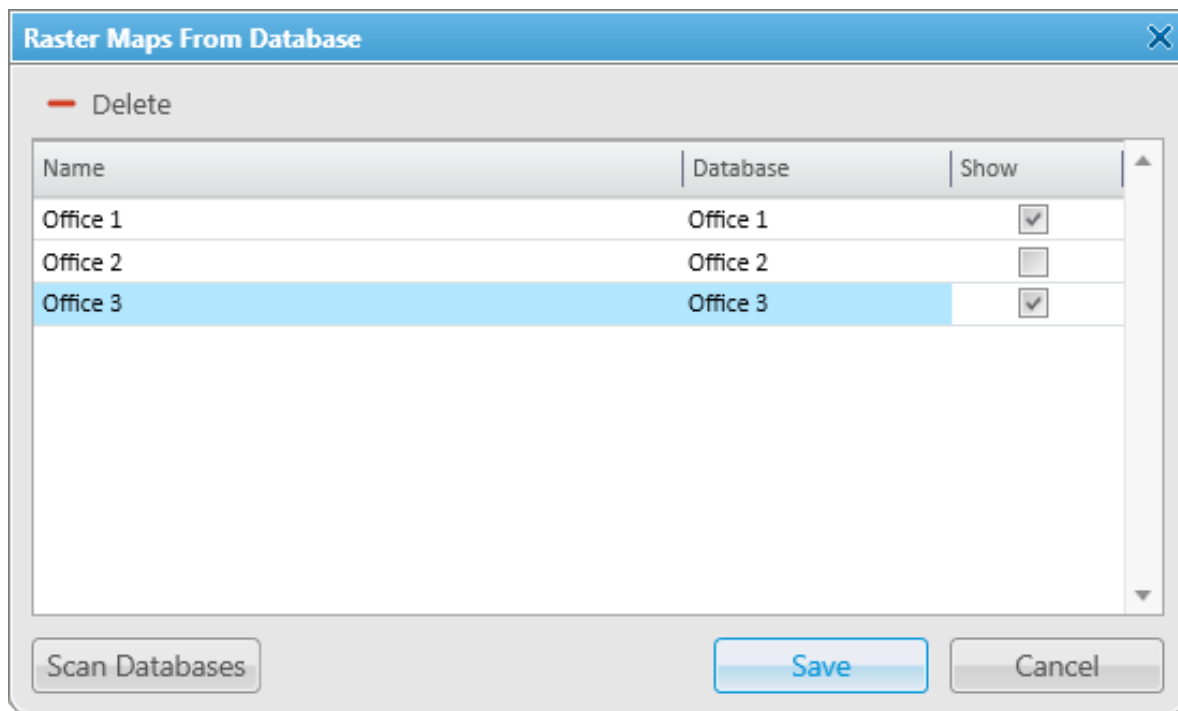 Raster Maps From Database
Delete
Name Database Show
Office 1 Office 1
Office 2 Office 2
Office 3 Office 3
Scan Databases Save Cancel